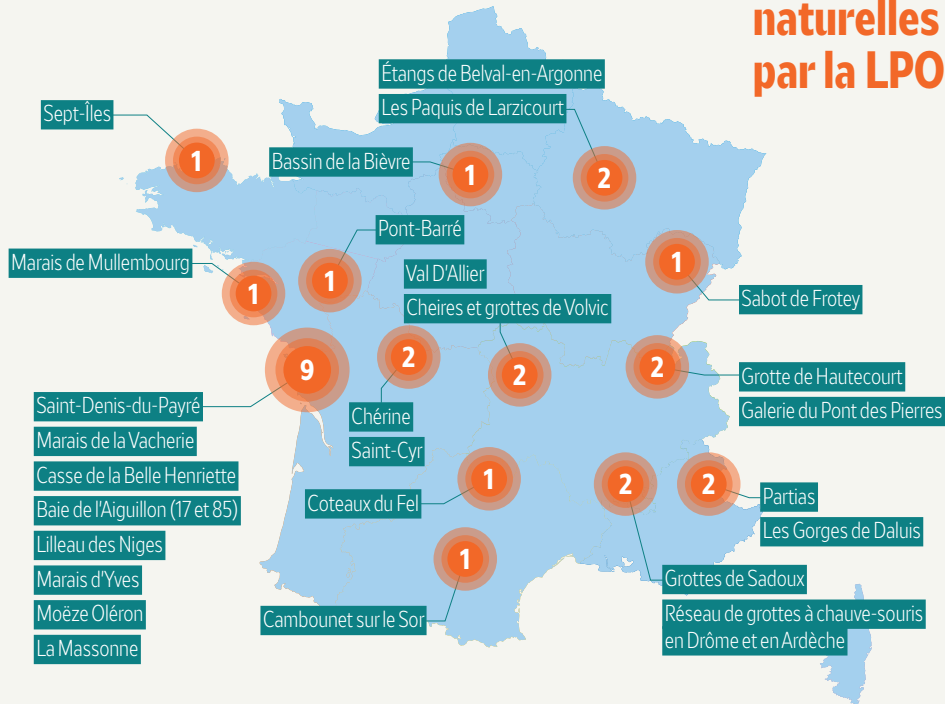 naturelles
par la LPO
Étangs de Belval-en-Argonne
Les Paquis de Larzicourt
Sept-Îles
1
Bassin de la Bièvre
1
2
Pont-Barré
Marais de Mullembourg
1
1
Val D'Allier
Cheires et grottes de Volvic
1
Sabot de Frotey
9
2
2
2
Grotte de Hautecourt
Galerie du Pont des Pierres
Saint-Denis-du-Payré
Marais de la Vacherie
Casse de la Belle Henriette
Baie de l'Aiguillon (17 et 85)
Lilleau des Niges
Marais d'Yves
Moëze Oléron
La Massonne
Chérine
Saint-Cyr
Coteaux du Fel
1
2
2
Partias
Les Gorges de Daluis
1
Cambounet sur le Sor
Grottes de Sadoux
Réseau de grottes à chauve-souris
en Drôme et en Ardèche